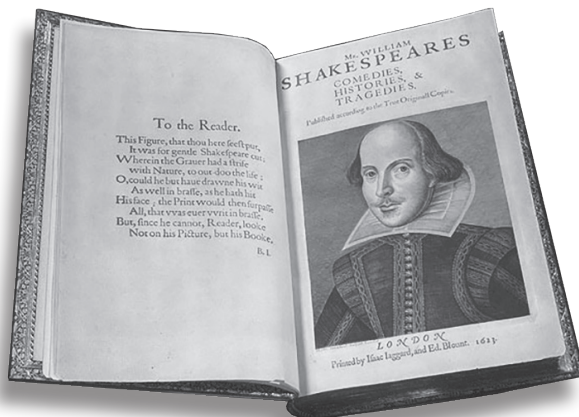 To the Reader.
This Figure, that thou here seest put,
It was for gentle Shakespeare cut;
Wherein the Grauer had a strife
with Nature, to out-doo the life:
O, could he but haue drawne his wit
As well in brasse, as he hath hit
His face; the Print would then surpasse
All, that vvas euer vvrit in brasse.
But, since he cannot, Reader, looke
Not on his Picture, but his Booke.
B. I.
Mr. WILLIAM
SHAKESPEARES
COMEDIES,
HISTORIES, &
TRAGEDIES.
Published according to the True Originall Copies.
LONDON
Printed by Isaac Iaggard, and Ed. Blount. 1623.